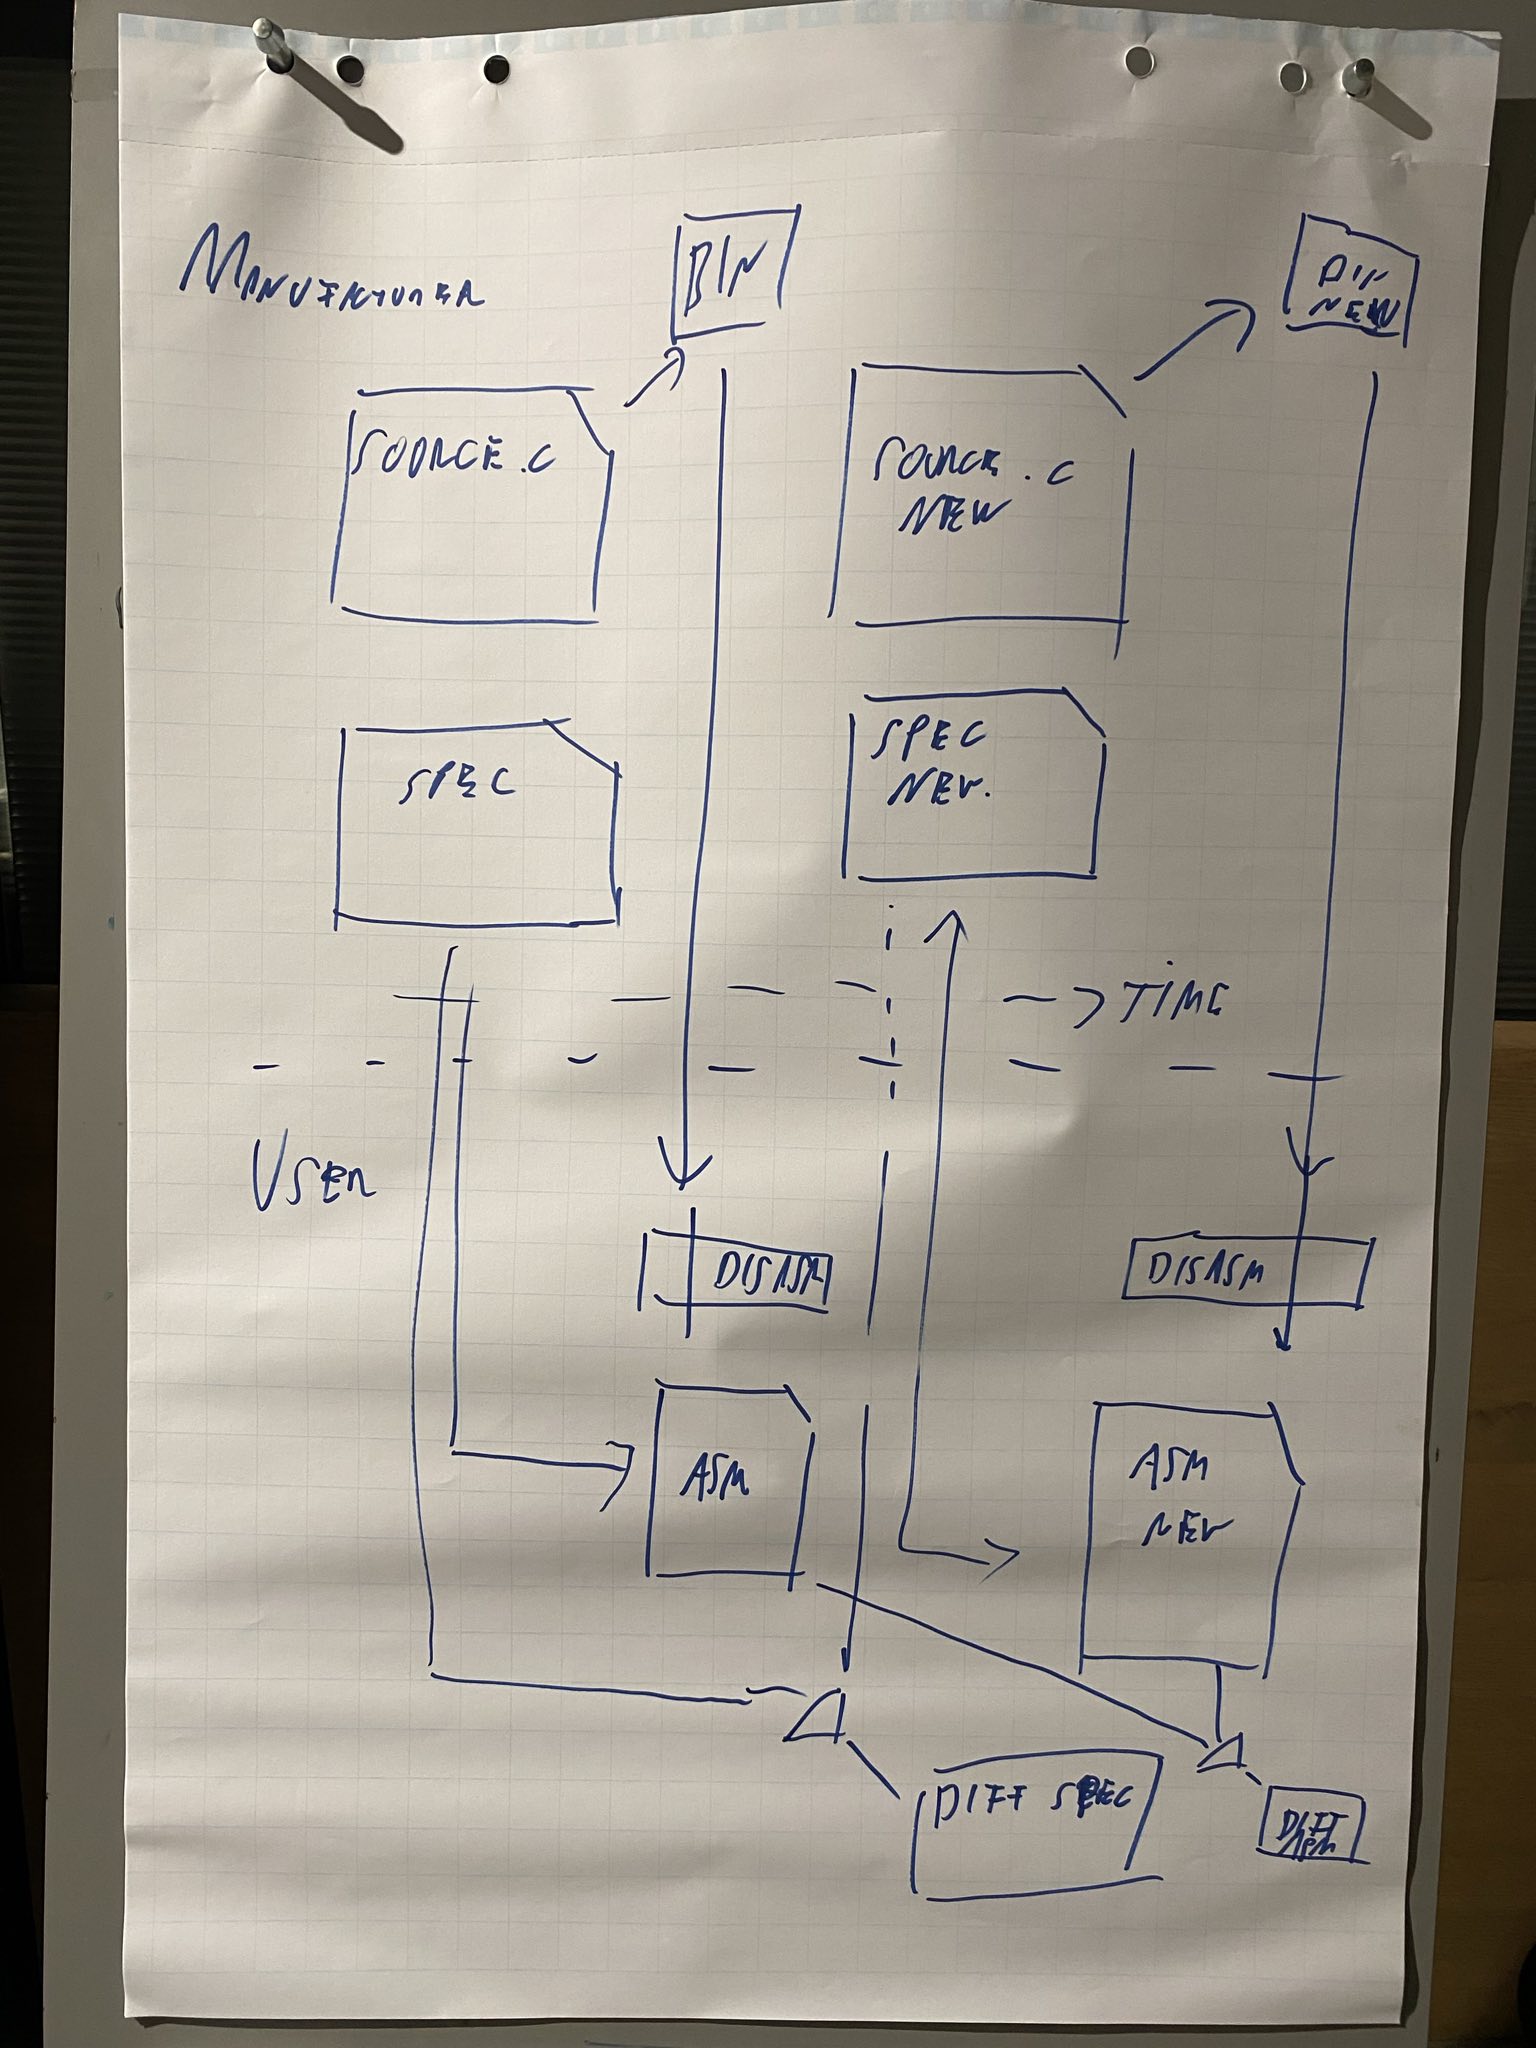 MANUFACTURER
BIN
BIN
NEW
SOURCE.C
SOURCE.C
NEW
SPEC
SPEC
NEW.
TIME
USER
DISASM
DISASM
ASM
ASM
NEW
DIFF SPEC
DIFF